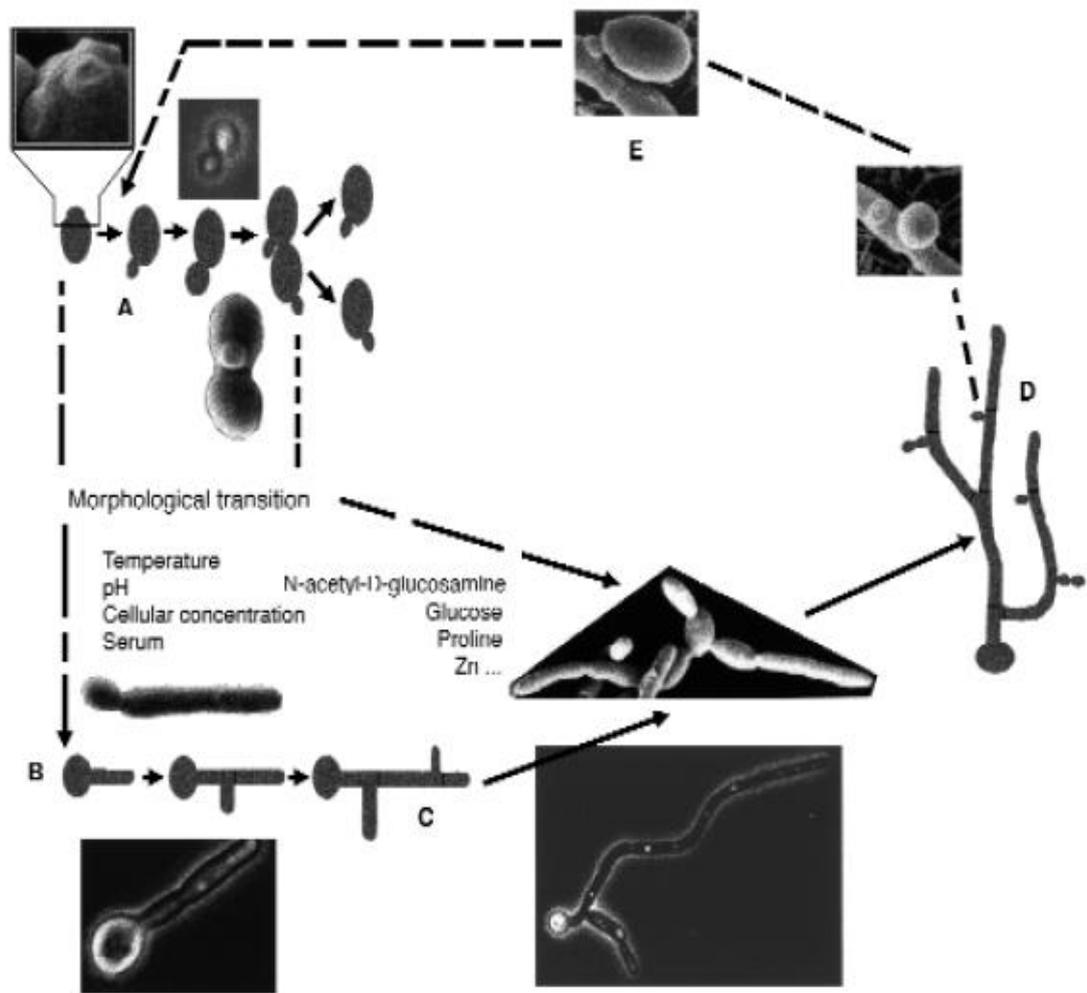 E
A
D
Morphological transition
Temperature
pH
Cellular concentration
Serum
N-acetyl-D-glucosamine
Glucose
Proline
Zn ...
B
C